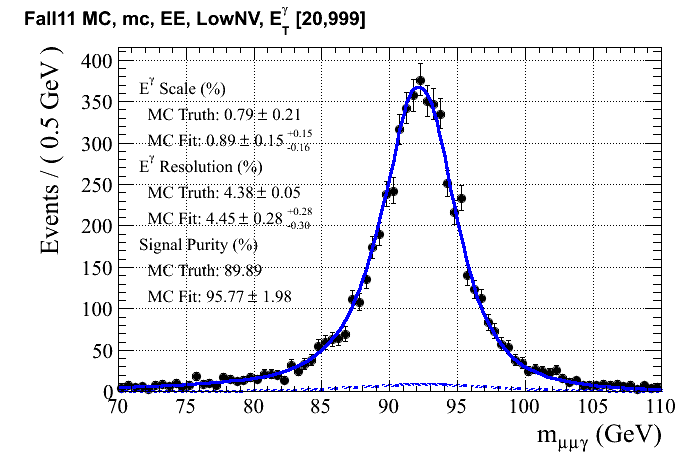 Fall11 MC, mc, EE, LowNV, E_T^γ [20,999]
Events / ( 0.5 GeV )
400
350
300
250
200
150
100
50
0
E^γ Scale (%)
MC Truth: 0.79 ± 0.21
MC Fit: 0.89 ± 0.15 +0.15 -0.16
E^γ Resolution (%)
MC Truth: 4.38 ± 0.05
MC Fit: 4.45 ± 0.28 +0.28 -0.30
Signal Purity (%)
MC Truth: 89.89
MC Fit: 95.77 ± 1.98
70 75 80 85 90 95 100 105 110
m_μμγ (GeV)